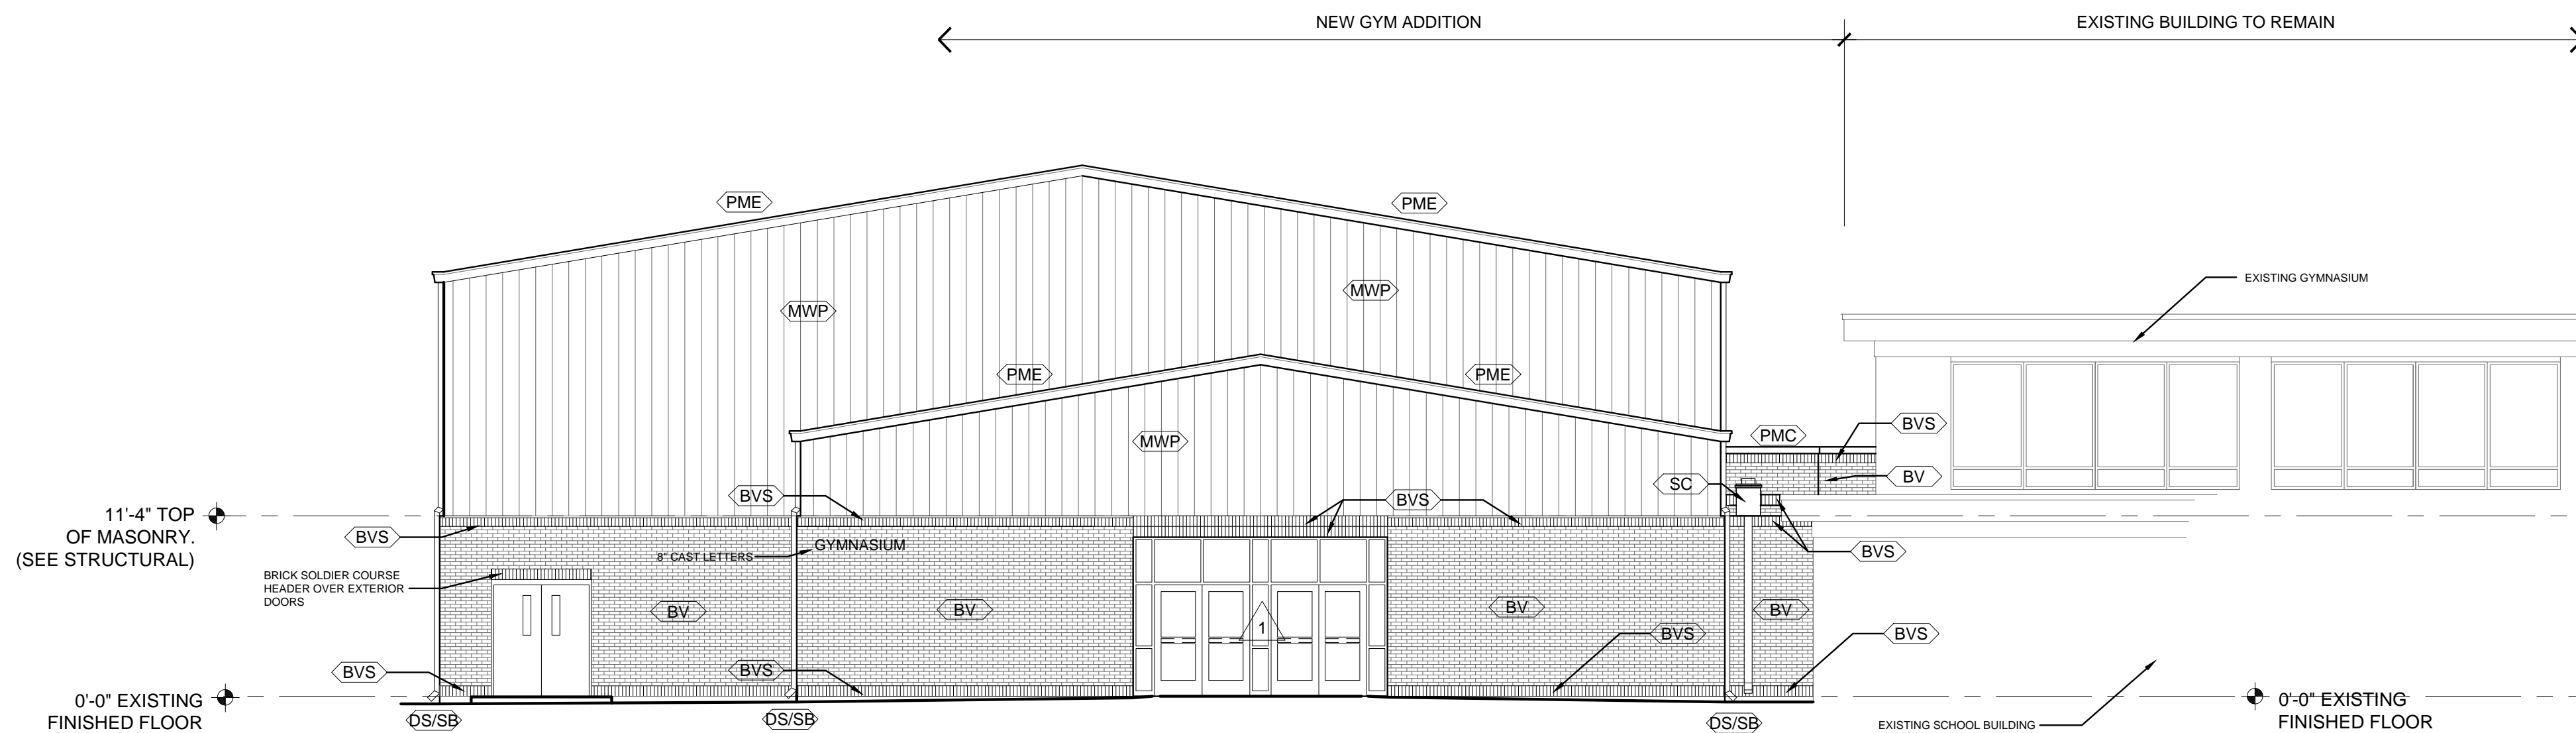 NEW GYM ADDITION
EXISTING BUILDING TO REMAIN
PME
PME
EXISTING GYMNASIUM
MWP
MWP
PME
PME
BVS
PMC
MWP
BV
SC
BVS
BVS
11'-4" TOP
OF MASONRY.
(SEE STRUCTURAL)
BVS
GYMNASIUM
8" CAST LETTERS
BVS
BRICK SOLDIER COURSE
HEADER OVER EXTERIOR
DOORS
BV
BV
BV
BV
1
BVS
BVS
BVS
BVS
0'-0" EXISTING
FINISHED FLOOR
0'-0" EXISTING
FINISHED FLOOR
DS/SB
DS/SB
DS/SB
EXISTING SCHOOL BUILDING